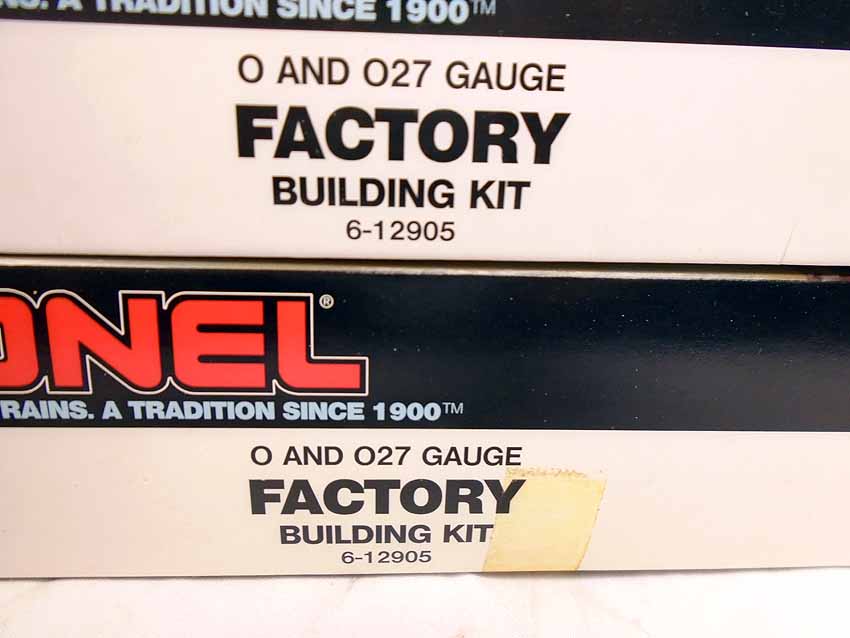 A TRADITION SINCE 1900™
O AND O27 GAUGE
FACTORY
BUILDING KIT
6-12905
ONEL®
RAINS. A TRADITION SINCE 1900™
O AND O27 GAUGE
FACTORY
BUILDING KIT
6-12905